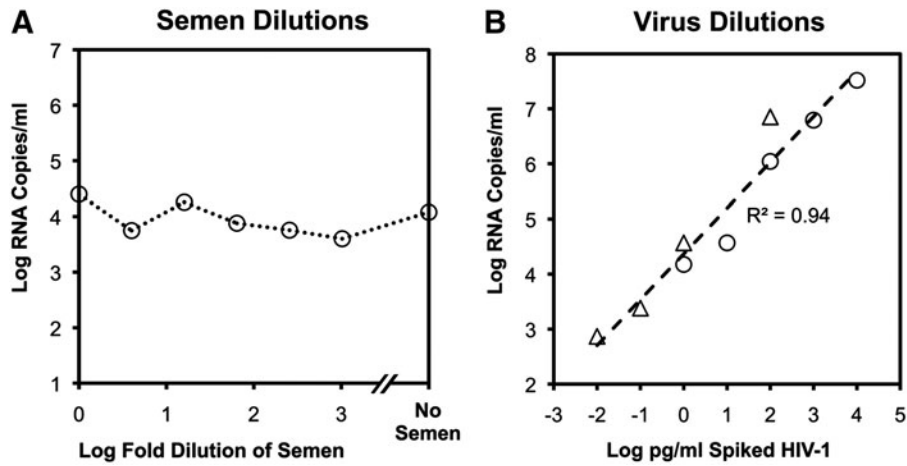 A
Semen Dilutions
Log RNA Copies/ml
7
6
5
4
3
2
1
0
1
2
3
No
Semen
Log Fold Dilution of Semen
B
Virus Dilutions
Log RNA Copies/ml
8
7
6
5
4
3
2
R² = 0.94
-3
-2
-1
0
1
2
3
4
5
Log pg/ml Spiked HIV-1